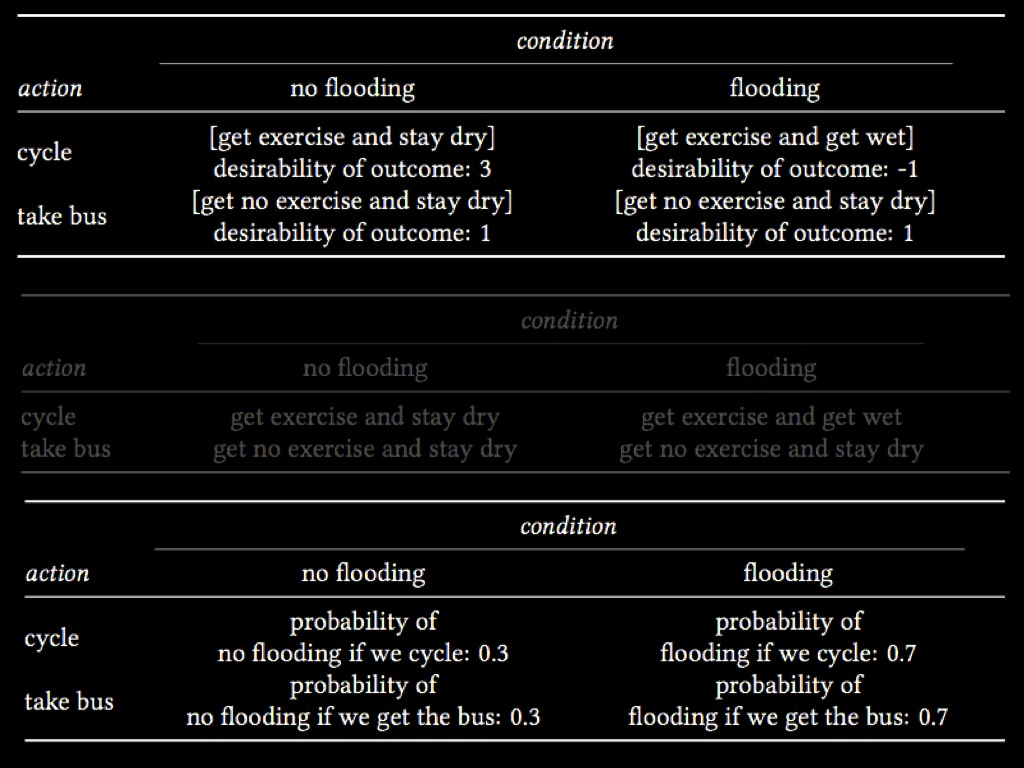 condition
action no flooding flooding
cycle [get exercise and stay dry] [get exercise and get wet]
desirability of outcome: 3 desirability of outcome: -1
take bus [get no exercise and stay dry] [get no exercise and stay dry]
desirability of outcome: 1 desirability of outcome: 1
condition
action no flooding flooding
cycle get exercise and stay dry get exercise and get wet
take bus get no exercise and stay dry get no exercise and stay dry
condition
action no flooding flooding
cycle probability of probability of
no flooding if we cycle: 0.3 flooding if we cycle: 0.7
take bus probability of probability of
no flooding if we get the bus: 0.3 flooding if we get the bus: 0.7